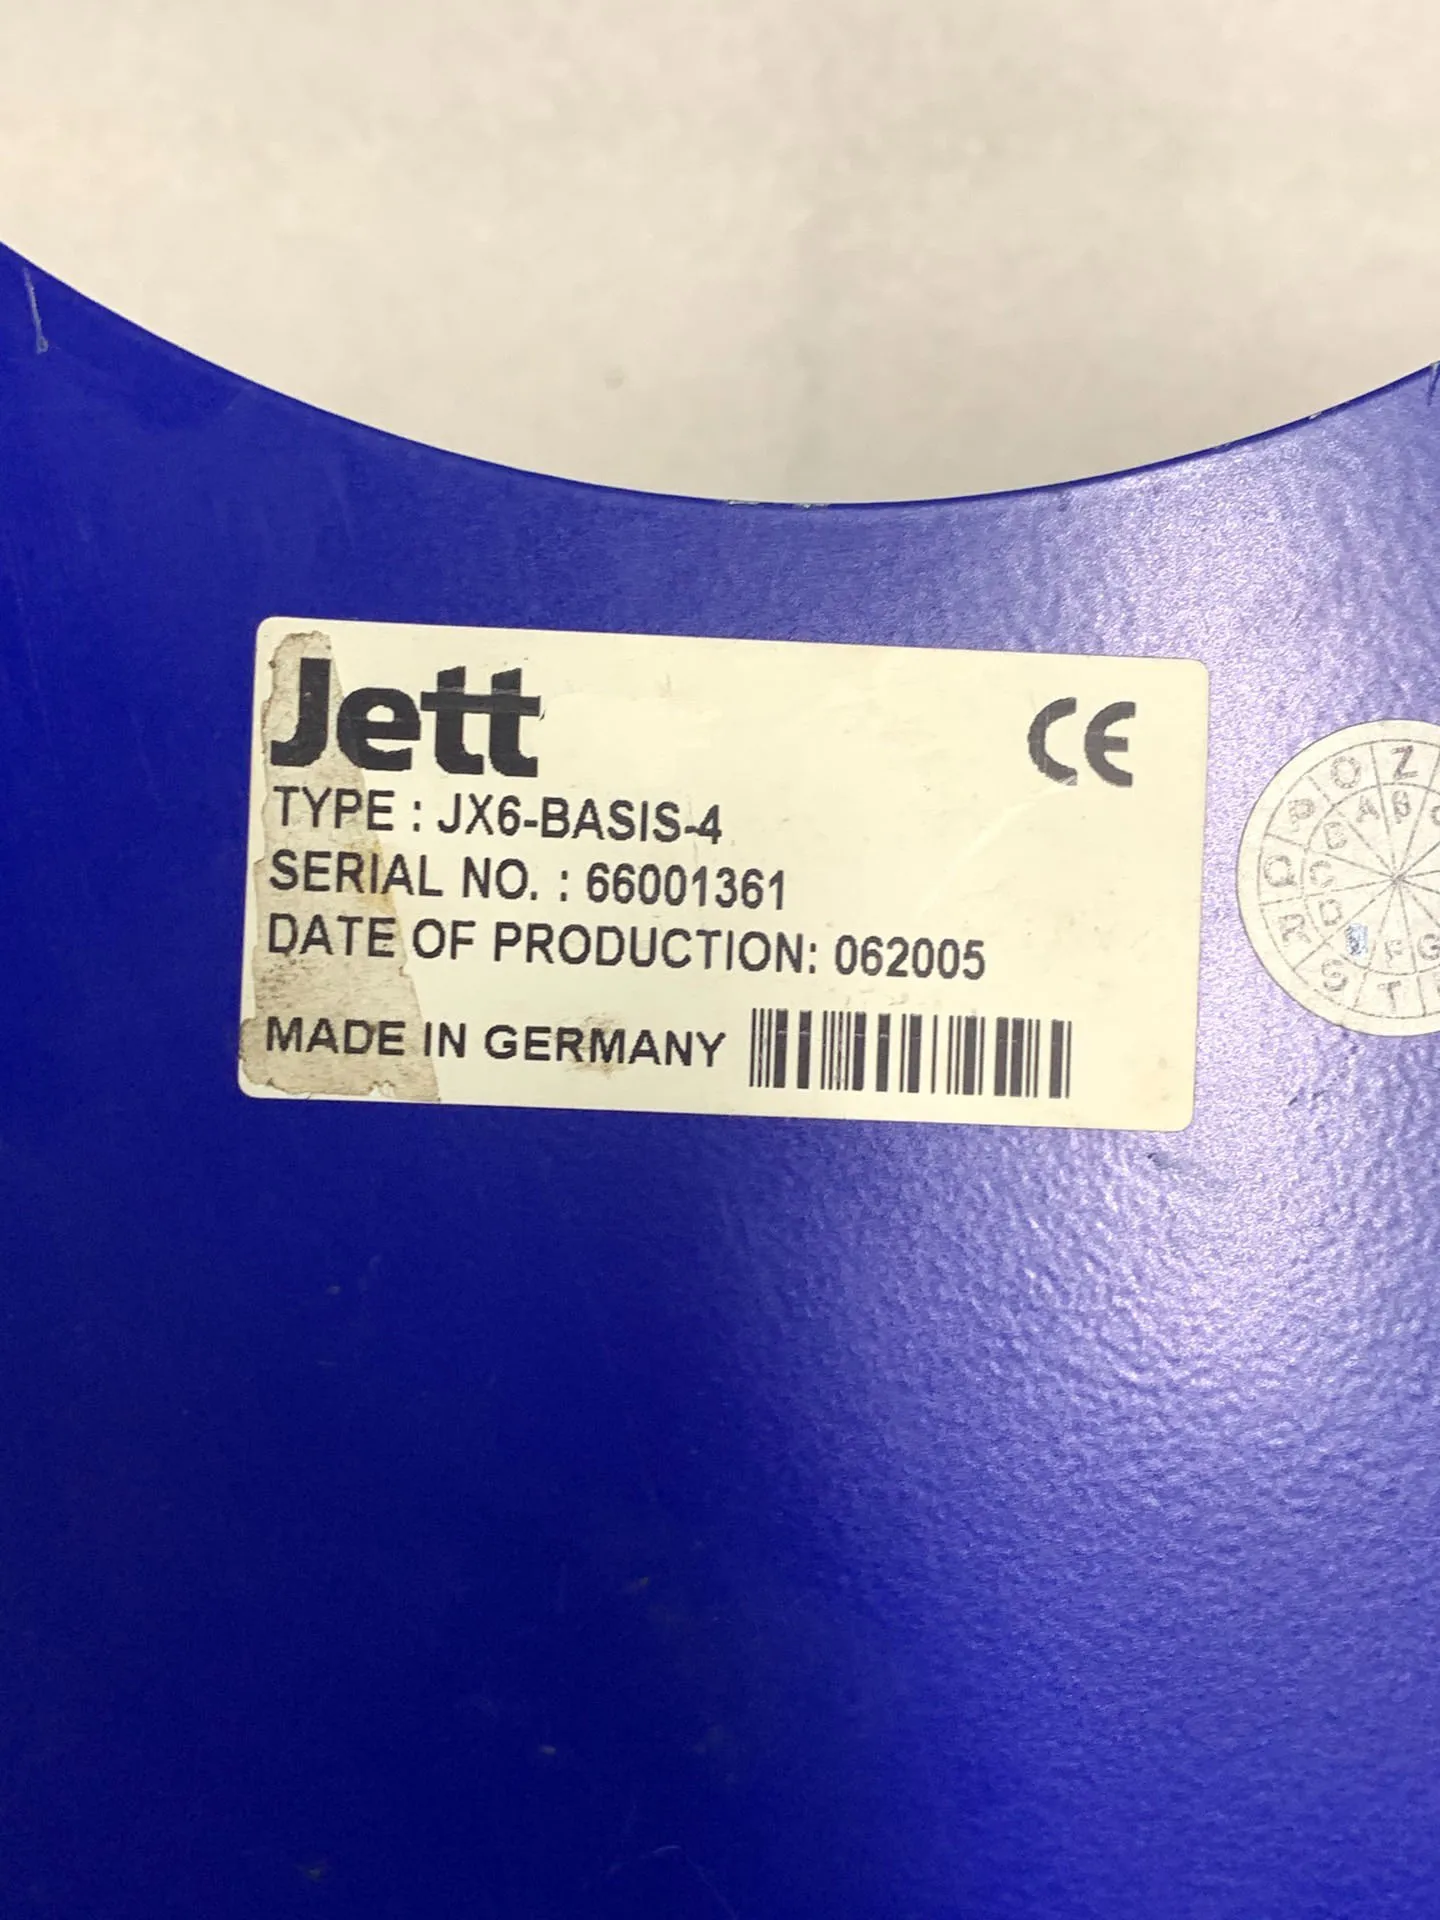 Jett
CE
TYPE : JX6-BASIS-4
SERIAL NO. : 66001361
DATE OF PRODUCTION: 062005
MADE IN GERMANY
Z
O
P
Q
R
S
T
A
B
C
D
F
G